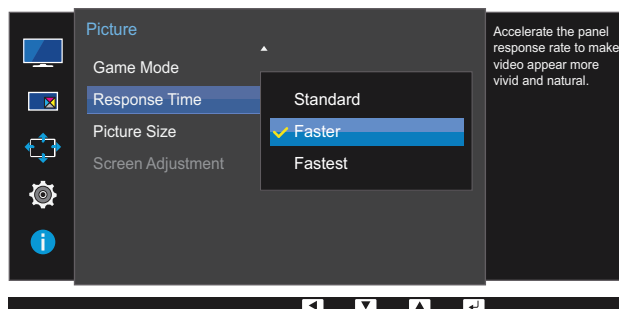 Picture
Game Mode
Response Time
Picture Size
Screen Adjustment
Standard
Faster
Fastest
Accelerate the panel
response rate to make
video appear more
vivid and natural.